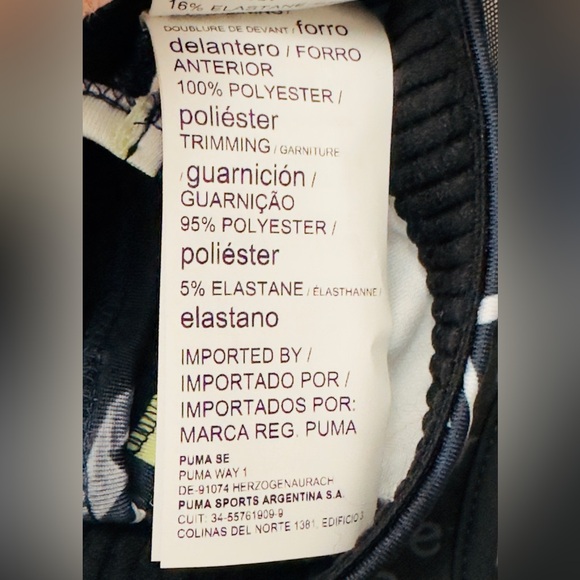 16% ELASTANE
DOUBLURE DE DEVANT / forro
delantero / FORRO
ANTERIOR
100% POLYESTER /
poliéster
TRIMMING / GARNITURE
/ guarnición /
GUARNIÇÃO
95% POLYESTER /
poliéster
5% ELASTANE / ÉLASTHANNE /
elastano
IMPORTED BY /
IMPORTADO POR /
IMPORTADOS POR:
MARCA REG. PUMA
PUMA SE
PUMA WAY 1
DE-91074 HERZOGENAURACH
PUMA SPORTS ARGENTINA S.A.
CUIT: 34-55761909-9
COLINAS DEL NORTE 1381, EDIFICIO 3